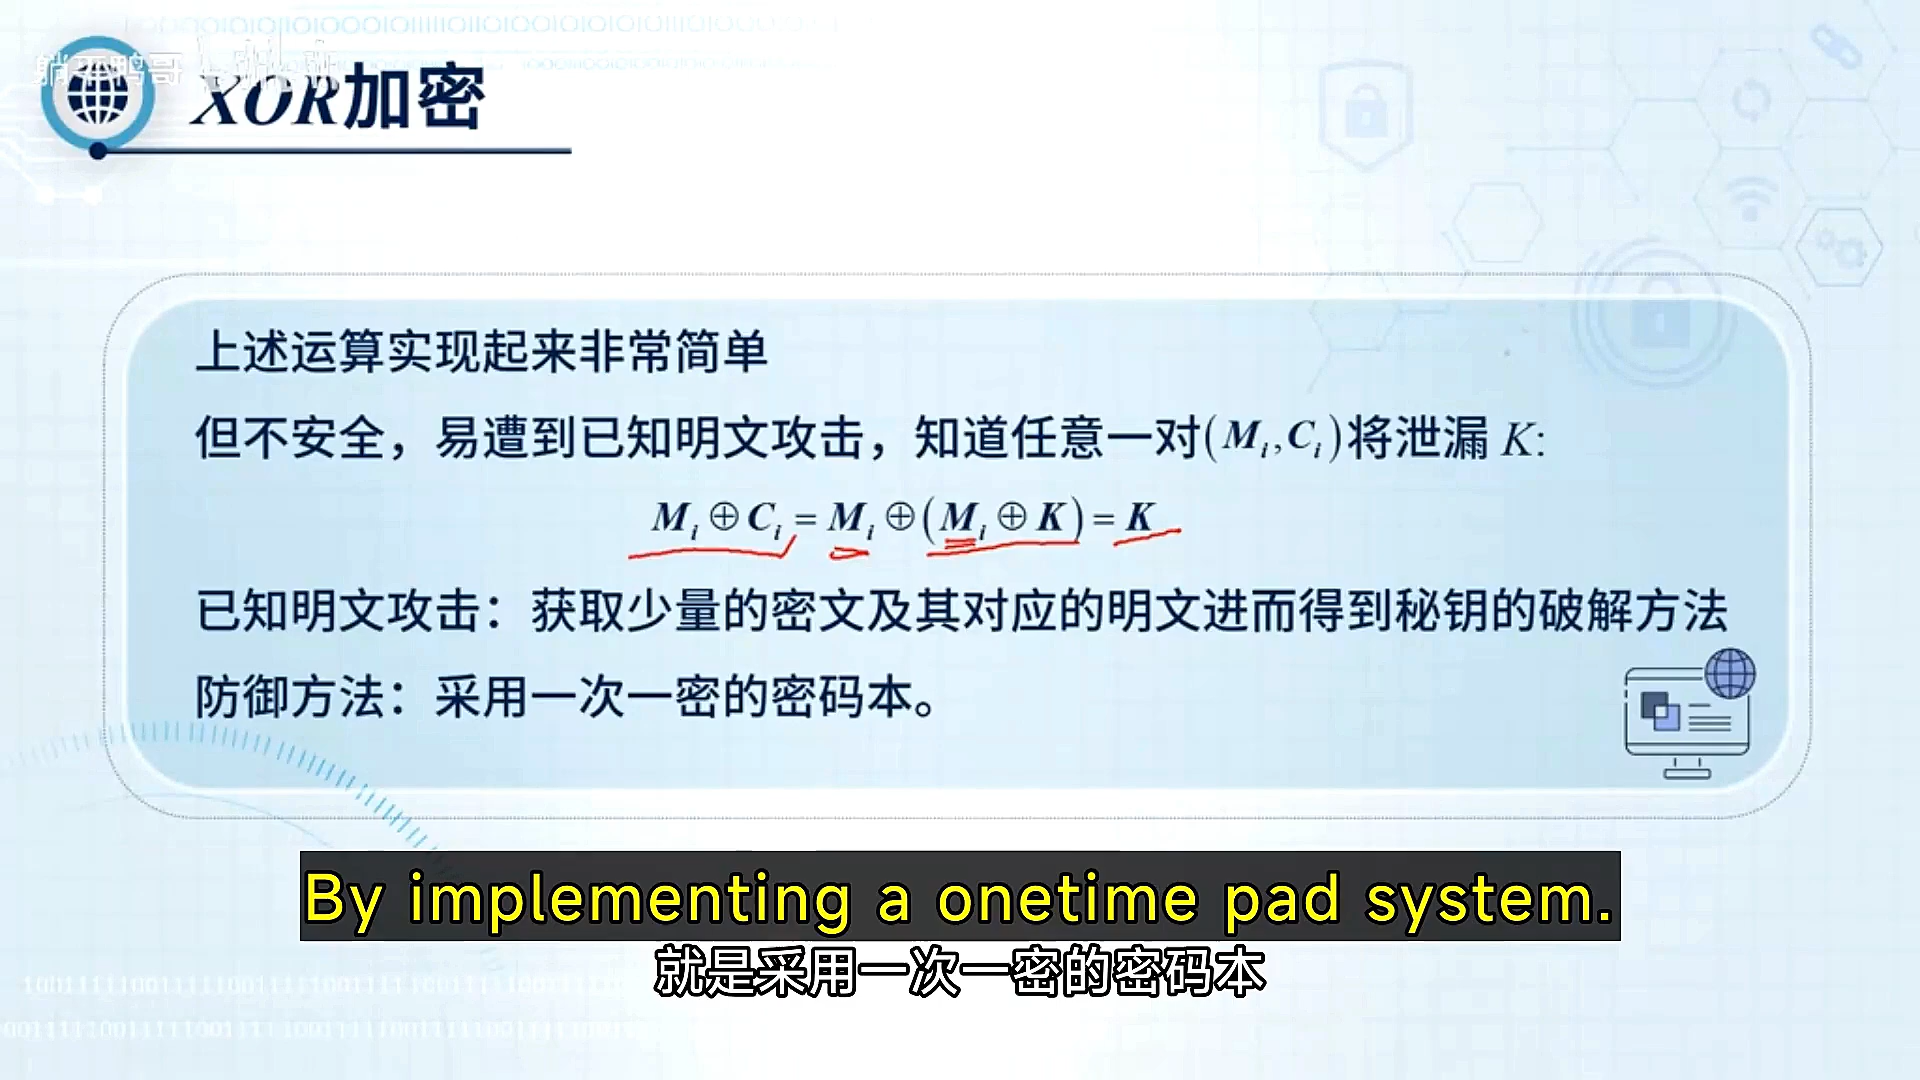 XOR加密
上述运算实现起来非常简单
但不安全，易遭到已知明文攻击，知道任意一对(Mᵢ,Cᵢ)将泄漏 K:
Mᵢ⊕Cᵢ=Mᵢ⊕(Mᵢ⊕K)=K
已知明文攻击：获取少量的密文及其对应的明文进而得到秘钥的破解方法
防御方法：采用一次一密的密码本。
By implementing a onetime pad system.
就是采用一次一密的密码本